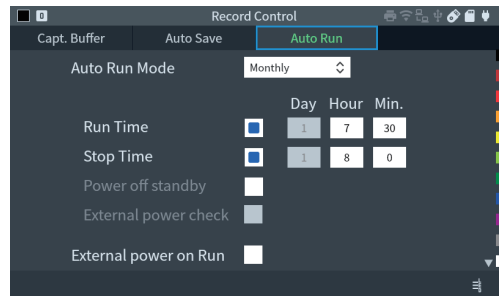 0 Record Control
Capt. Buffer Auto Save Auto Run
Auto Run Mode Monthly
Day Hour Min.
Run Time 1 7 30
Stop Time 1 8 0
Power off standby
External power check
External power on Run